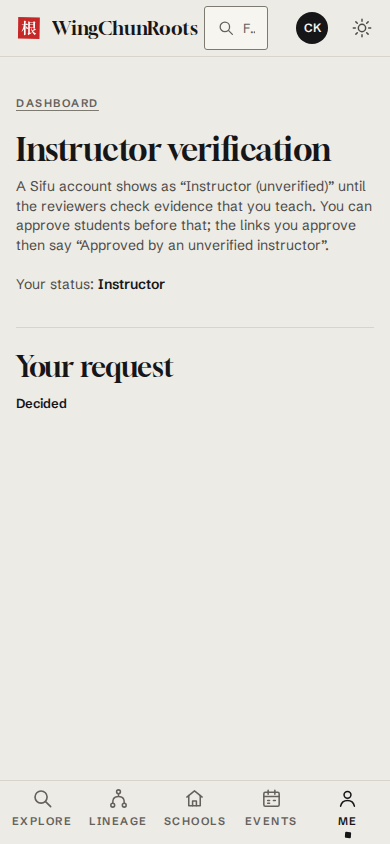 根 WingChunRoots F.. CK
DASHBOARD
Instructor verification
A Sifu account shows as “Instructor (unverified)” until
the reviewers check evidence that you teach. You can
approve students before that; the links you approve
then say “Approved by an unverified instructor”.
Your status: Instructor
Your request
Decided
EXPLORE LINEAGE SCHOOLS EVENTS ME